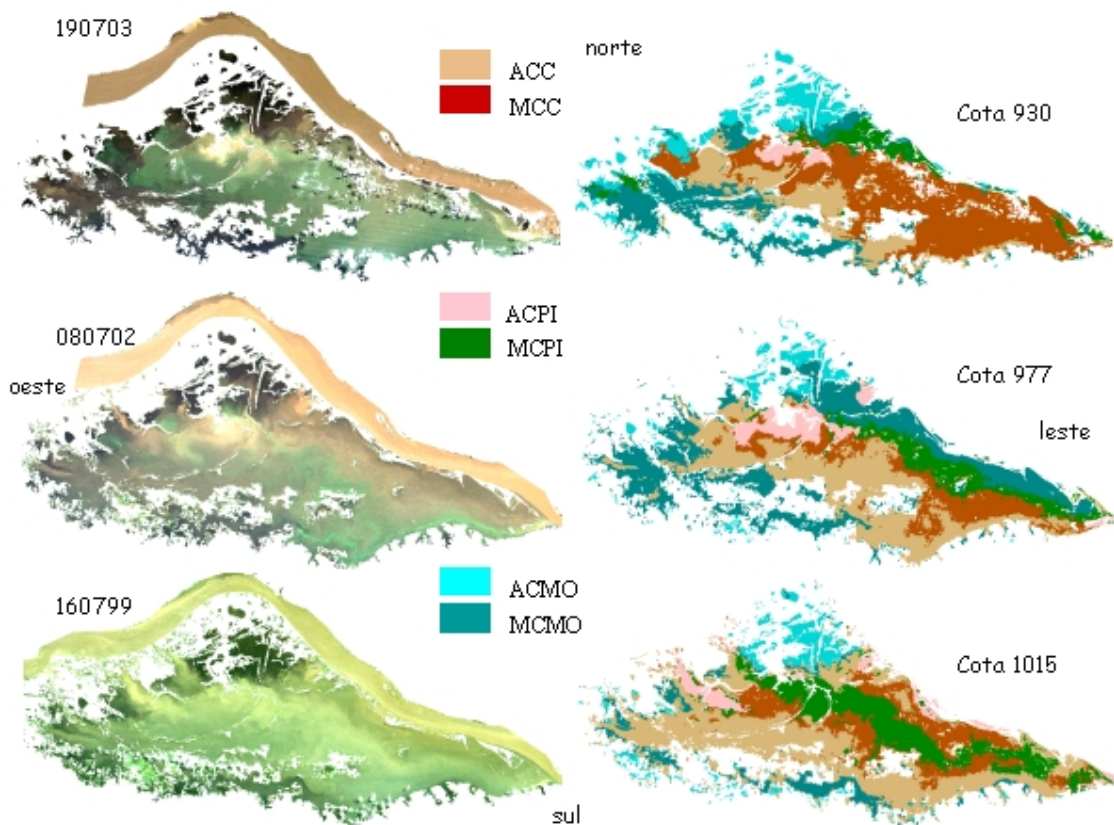 190703
norte
ACC
MCC
Cota 930
ACPI
MCPI
080702
oeste
Cota 977
leste
ACMO
MCMO
160799
Cota 1015
sul